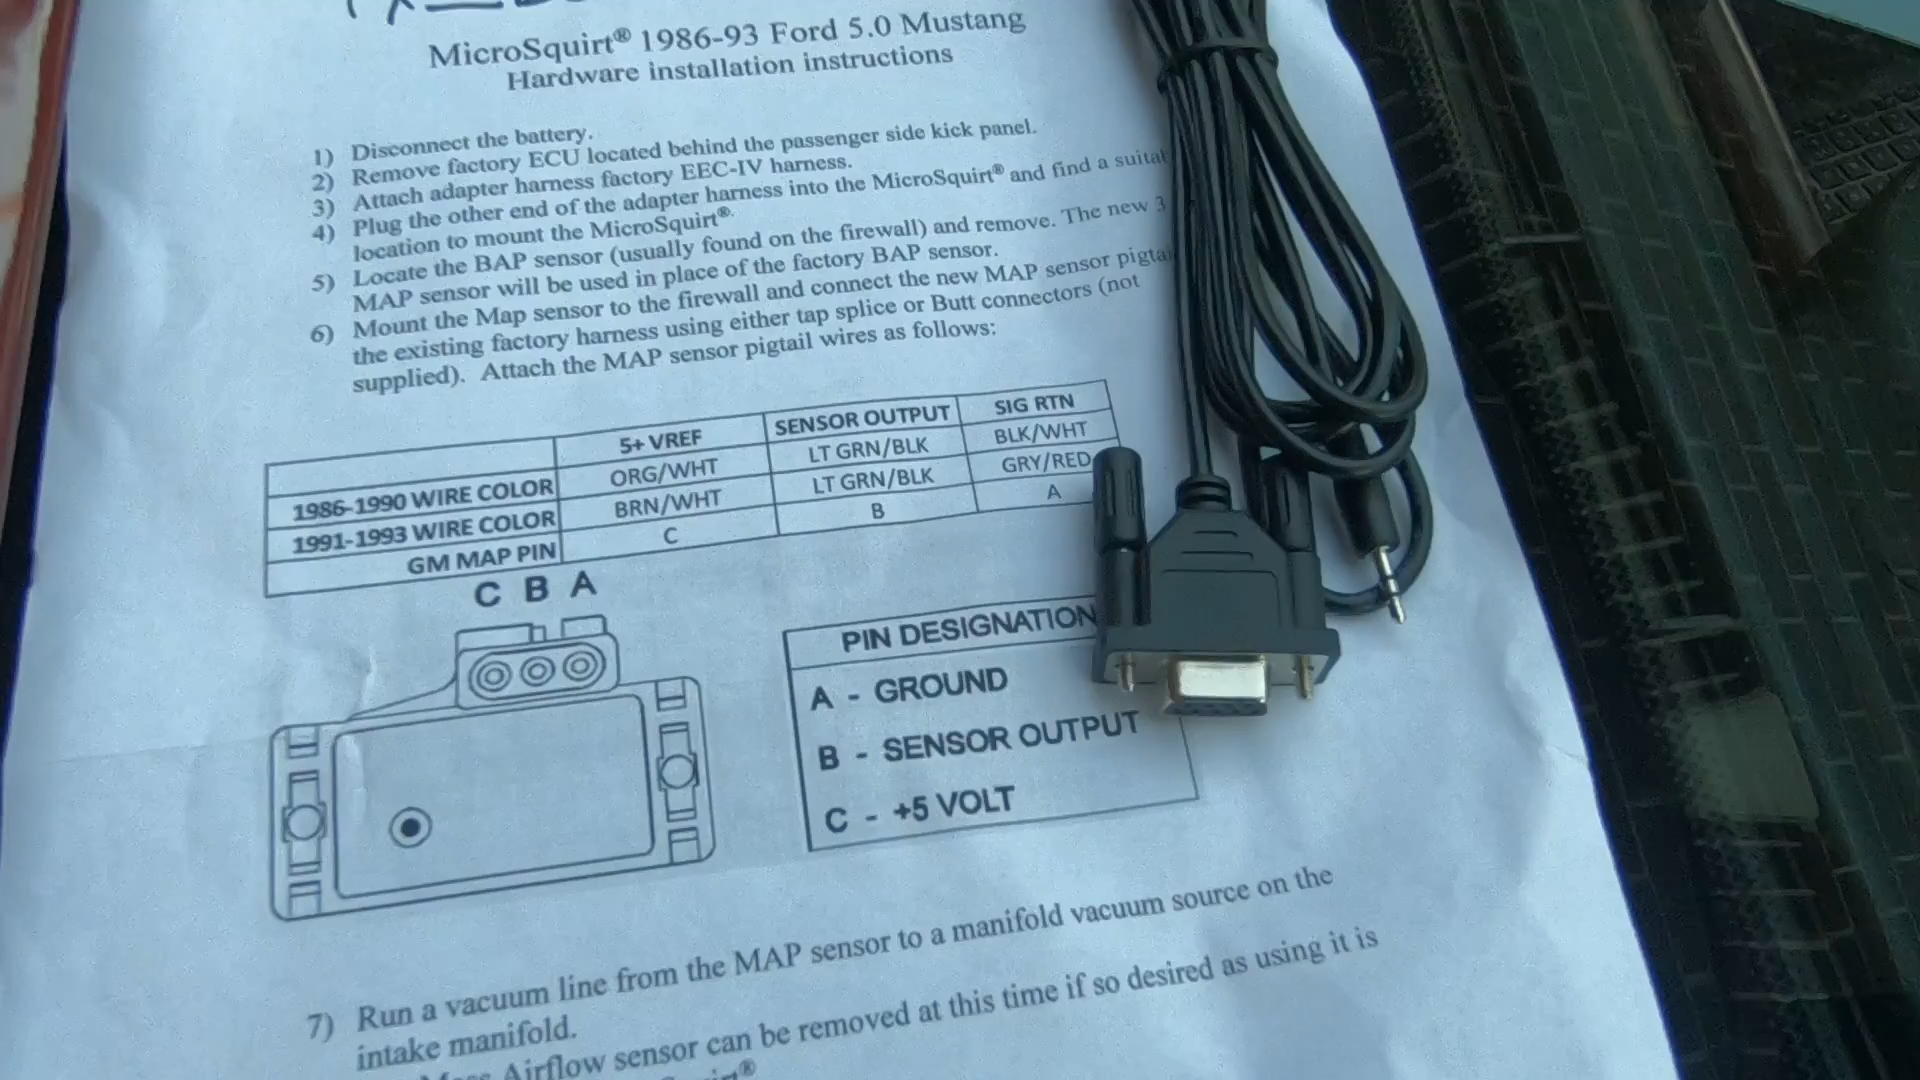 MicroSquirt® 1986-93 Ford 5.0 Mustang
Hardware installation instructions
1) Disconnect the battery.
2) Remove factory ECU located behind the passenger side kick panel.
3) Attach adapter harness factory EEC-IV harness.
4) Plug the other end of the adapter harness into the MicroSquirt® and find a
location to mount the MicroSquirt®.
5) Locate the BAP sensor (usually found on the firewall) and remove. The new 3
MAP sensor will be used in place of the factory BAP sensor.
6) Mount the Map sensor to the firewall and connect the new MAP sensor
the existing factory harness using either tap splice or Butt connectors (not
supplied). Attach the MAP sensor pigtail wires as follows:
5+ VREF SENSOR OUTPUT SIG RTN
1986-1990 WIRE COLOR ORG/WHT LT GRN/BLK BLK/WHT
1991-1993 WIRE COLOR BRN/WHT LT GRN/BLK GRY/RED
GM MAP PIN C B A
C B A
PIN DESIGNATION
A - GROUND
B - SENSOR OUTPUT
C - +5 VOLT
7) Run a vacuum line from the MAP sensor to a manifold vacuum source on the
intake manifold.
Airflow sensor can be removed at this time if so desired as using it is